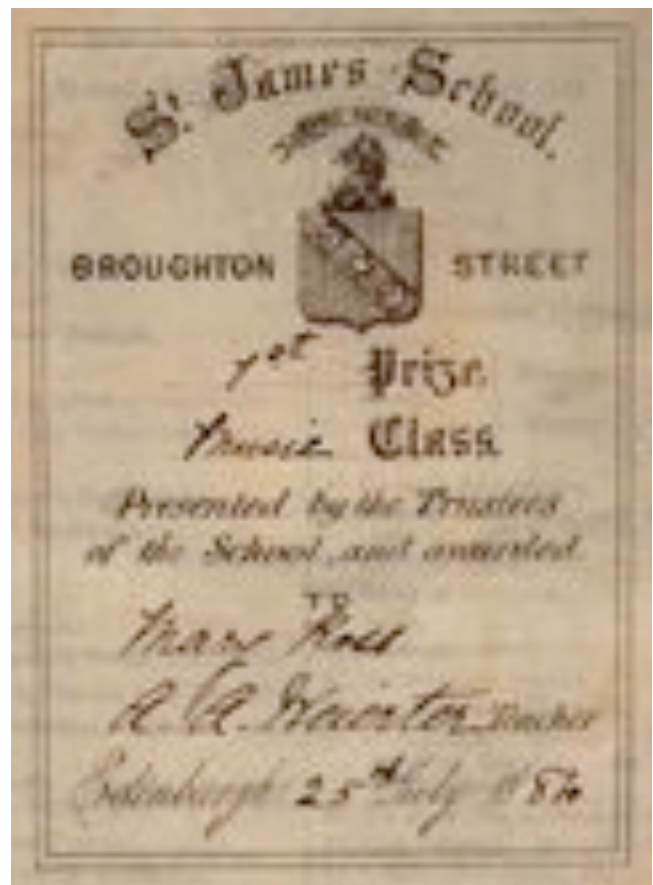 St. James School.
BROUGHTON STREET
1st Prize.
Music Class
Presented by the Trustees
of the School, and awarded
TO
Mary Ross
A. A. Teacher
Edinburgh 25th July 188